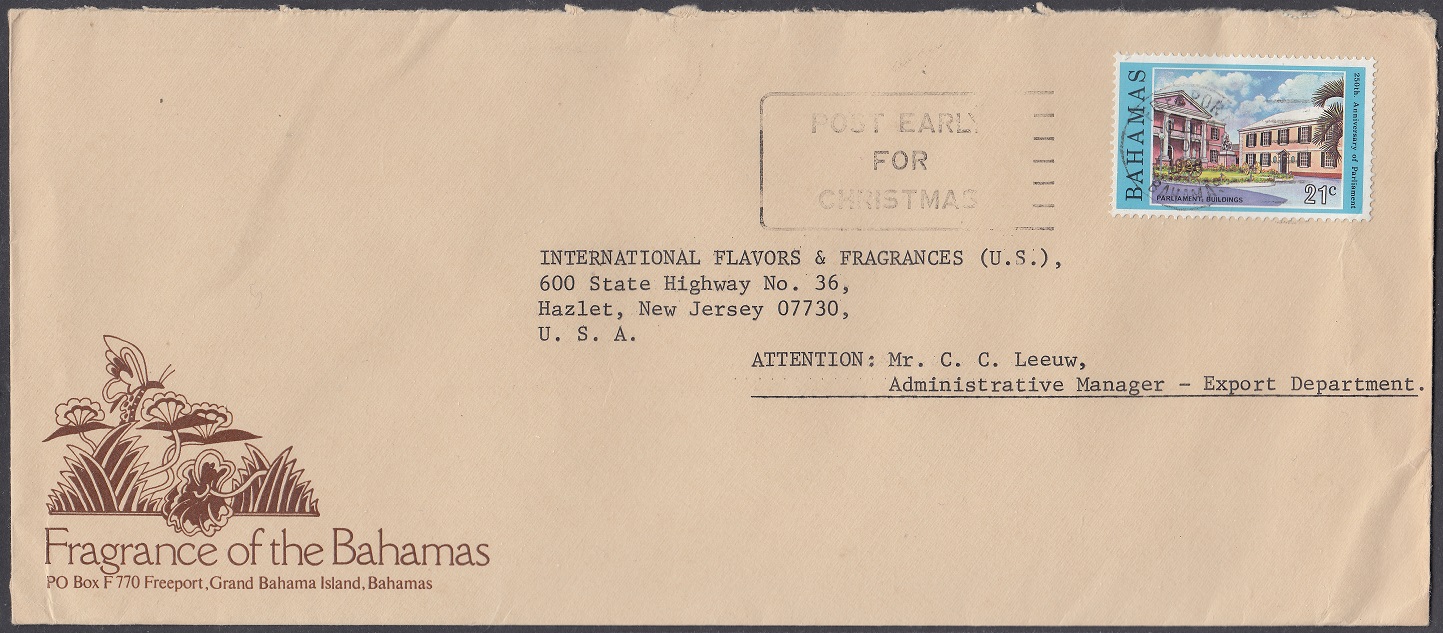 POST EARLY
FOR
CHRISTMAS
BAHAMAS
250th. Anniversary of Parliament
PARLIAMENT BUILDINGS
21c
INTERNATIONAL FLAVORS & FRAGRANCES (U.S.),
600 State Highway No. 36,
Hazlet, New Jersey 07730,
U. S. A.
ATTENTION: Mr. C. C. Leeuw,
Administrative Manager - Export Department.
Fragrance of the Bahamas
PO Box F 770 Freeport, Grand Bahama Island, Bahamas